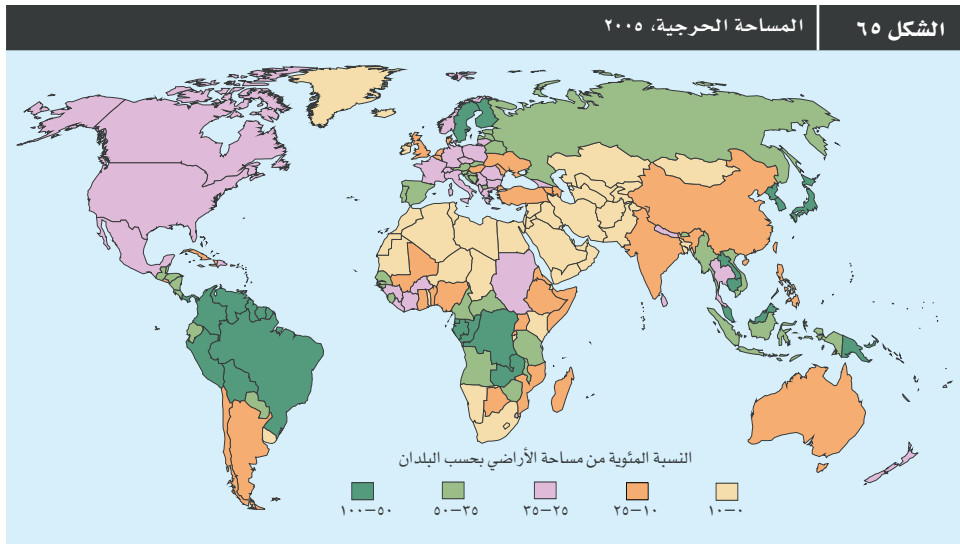 الشكل ٦٥
المساحة الحرجية، ٢٠٠٥
النسبة المئوية من مساحة الأراضي بحسب البلدان
٠–١٠
١٠–٢٥
٢٥–٣٥
٣٥–٥٠
٥٠–١٠٠